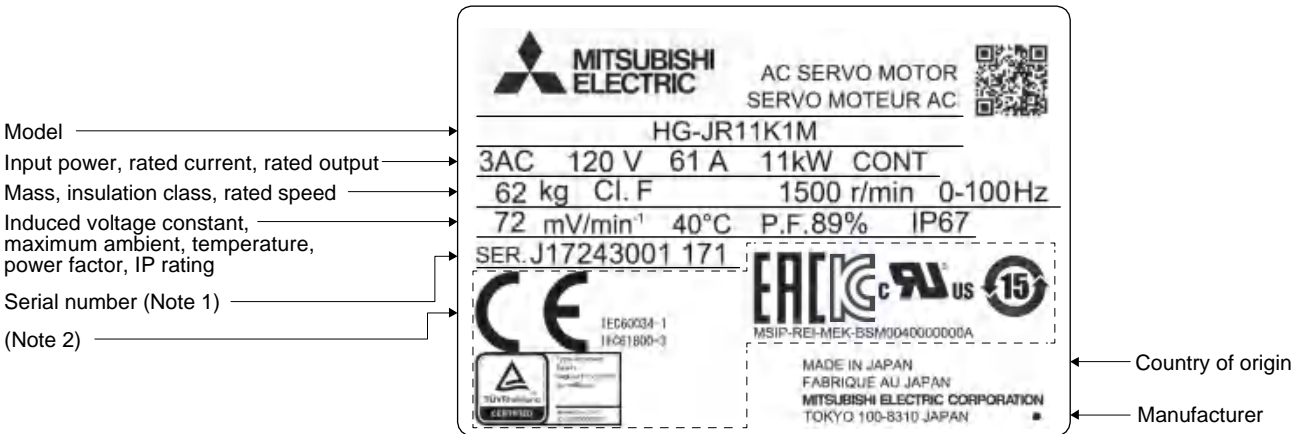 MITSUBISHI
ELECTRIC
AC SERVO MOTOR
SERVO MOTEUR AC
Model
HG-JR11K1M
Input power, rated current, rated output
3AC 120 V 61 A 11kW CONT
Mass, insulation class, rated speed
62 kg Cl. F 1500 r/min 0-100Hz
Induced voltage constant,
maximum ambient, temperature,
power factor, IP rating
72 mV/min⁻¹ 40°C P.F.89% IP67
SER. J17243001 171
Serial number (Note 1)
(Note 2)
CE
IEC60034-1
IEC61800-3
EAC
c US
15
MSIP-REI-MEK-BSM0040000000A
TÜVRheinland
CERTIFIED
MADE IN JAPAN
FABRIQUE AU JAPAN
MITSUBISHI ELECTRIC CORPORATION
TOKYO 100-8310 JAPAN
Country of origin
Manufacturer